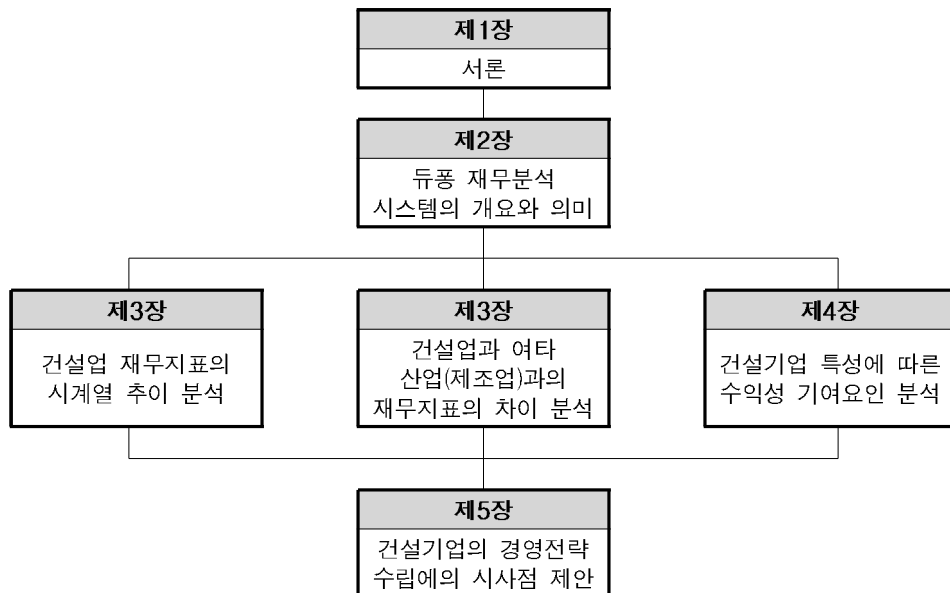 제1장
서론
제2장
듀퐁 재무분석
시스템의 개요와 의미
제3장
건설업 재무지표의
시계열 추이 분석
제3장
건설업과 여타
산업(제조업)과의
재무지표의 차이 분석
제4장
건설기업 특성에 따른
수익성 기여요인 분석
제5장
건설기업의 경영전략
수립에의 시사점 제안